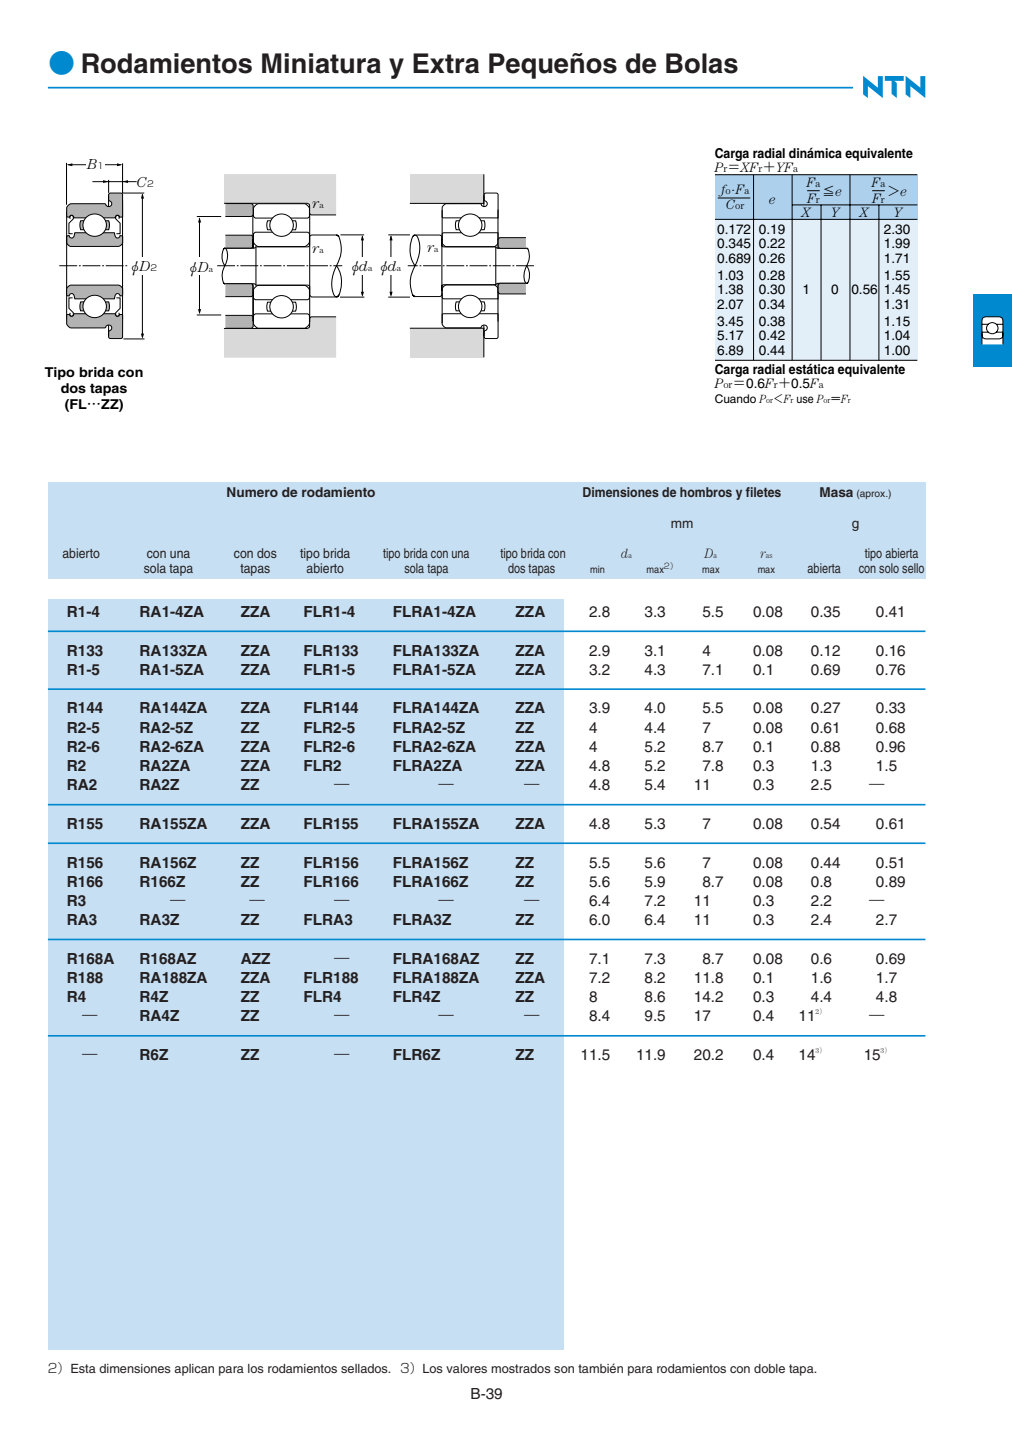 Rodamientos Miniatura y Extra Pequeños de Bolas
NTN
B1
C2
φD2
φDa
ra
ra
φda φda
ra
Tipo brida con
dos tapas
(FL···ZZ)
Carga radial dinámica equivalente
Pr=XFr+YFa
fo·Fa/Cor e Fa/Fr≦e Fa/Fr>e
X Y X Y
0.172 0.19 2.30
0.345 0.22 1.99
0.689 0.26 1.71
1.03 0.28 1.55
1.38 0.30 1 0 0.56 1.45
2.07 0.34 1.31
3.45 0.38 1.15
5.17 0.42 1.04
6.89 0.44 1.00
Carga radial estática equivalente
Por=0.6Fr+0.5Fa
Cuando Por<Fr use Por=Fr
Numero de rodamiento Dimensiones de hombros y filetes Masa (aprox.)
mm g
abierto con una con dos tipo brida tipo brida con una tipo brida con da Da ras tipo abierta
sola tapa tapas abierto sola tapa dos tapas min max2) max max abierta con solo sello
R1-4 RA1-4ZA ZZA FLR1-4 FLRA1-4ZA ZZA 2.8 3.3 5.5 0.08 0.35 0.41
R133 RA133ZA ZZA FLR133 FLRA133ZA ZZA 2.9 3.1 4 0.08 0.12 0.16
R1-5 RA1-5ZA ZZA FLR1-5 FLRA1-5ZA ZZA 3.2 4.3 7.1 0.1 0.69 0.76
R144 RA144ZA ZZA FLR144 FLRA144ZA ZZA 3.9 4.0 5.5 0.08 0.27 0.33
R2-5 RA2-5Z ZZ FLR2-5 FLRA2-5Z ZZ 4 4.4 7 0.08 0.61 0.68
R2-6 RA2-6ZA ZZA FLR2-6 FLRA2-6ZA ZZA 4 5.2 8.7 0.1 0.88 0.96
R2 RA2ZA ZZA FLR2 FLRA2ZA ZZA 4.8 5.2 7.8 0.3 1.3 1.5
RA2 RA2Z ZZ — — — 4.8 5.4 11 0.3 2.5 —
R155 RA155ZA ZZA FLR155 FLRA155ZA ZZA 4.8 5.3 7 0.08 0.54 0.61
R156 RA156Z ZZ FLR156 FLRA156Z ZZ 5.5 5.6 7 0.08 0.44 0.51
R166 R166Z ZZ FLR166 FLRA166Z ZZ 5.6 5.9 8.7 0.08 0.8 0.89
R3 — — — — — 6.4 7.2 11 0.3 2.2 —
RA3 RA3Z ZZ FLRA3 FLRA3Z ZZ 6.0 6.4 11 0.3 2.4 2.7
R168A R168AZ AZZ — FLRA168AZ ZZ 7.1 7.3 8.7 0.08 0.6 0.69
R188 RA188ZA ZZA FLR188 FLRA188ZA ZZA 7.2 8.2 11.8 0.1 1.6 1.7
R4 R4Z ZZ FLR4 FLR4Z ZZ 8 8.6 14.2 0.3 4.4 4.8
— RA4Z ZZ — — — 8.4 9.5 17 0.4 11 2) —
— R6Z ZZ — FLR6Z ZZ 11.5 11.9 20.2 0.4 14 3) 15 3)
2) Esta dimensiones aplican para los rodamientos sellados. 3) Los valores mostrados son también para rodamientos con doble tapa.
B-39